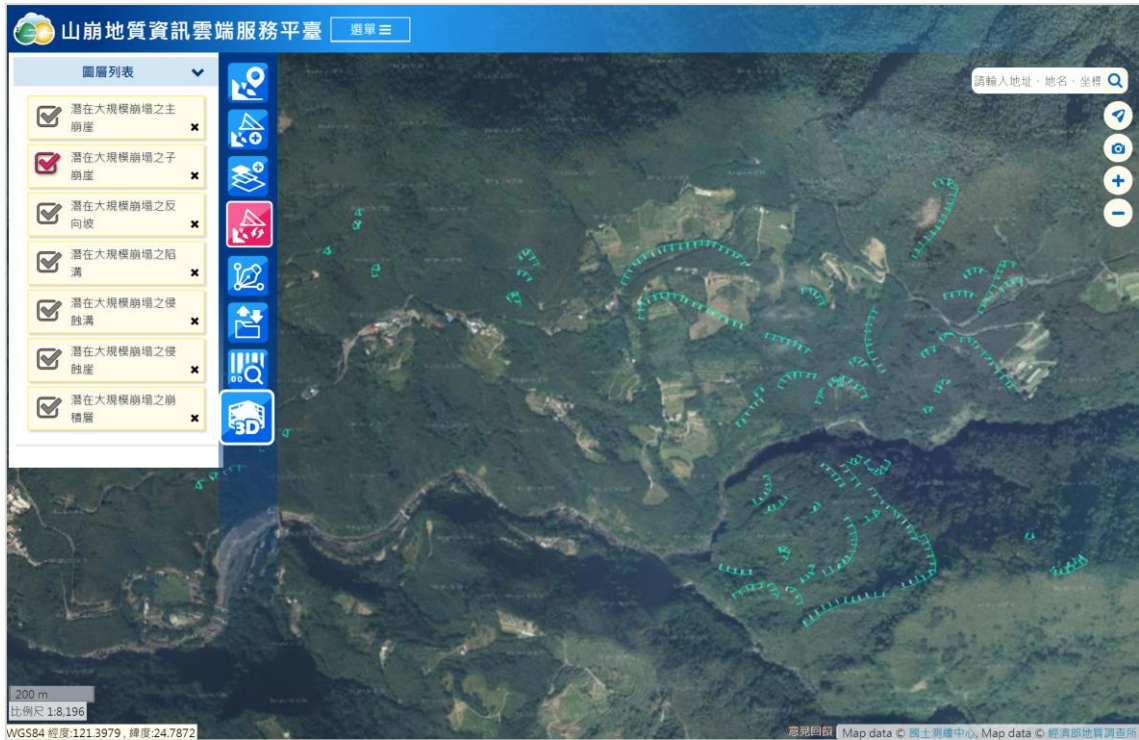 山崩地質資訊雲端服務平臺
選單
圖層列表
潛在大規模崩塌之主
崩崖
潛在大規模崩塌之子
崩崖
潛在大規模崩塌之反
向坡
潛在大規模崩塌之陷
溝
潛在大規模崩塌之侵
蝕溝
潛在大規模崩塌之侵
蝕崖
潛在大規模崩塌之崩
積層
3D
請輸入地址、地名、坐標
200 m
比例尺 1:8,196
WGS84 經度:121.3979 , 緯度:24.7872
意見回饋
Map data © 國土測繪中心, Map data © 經濟部地質調查所